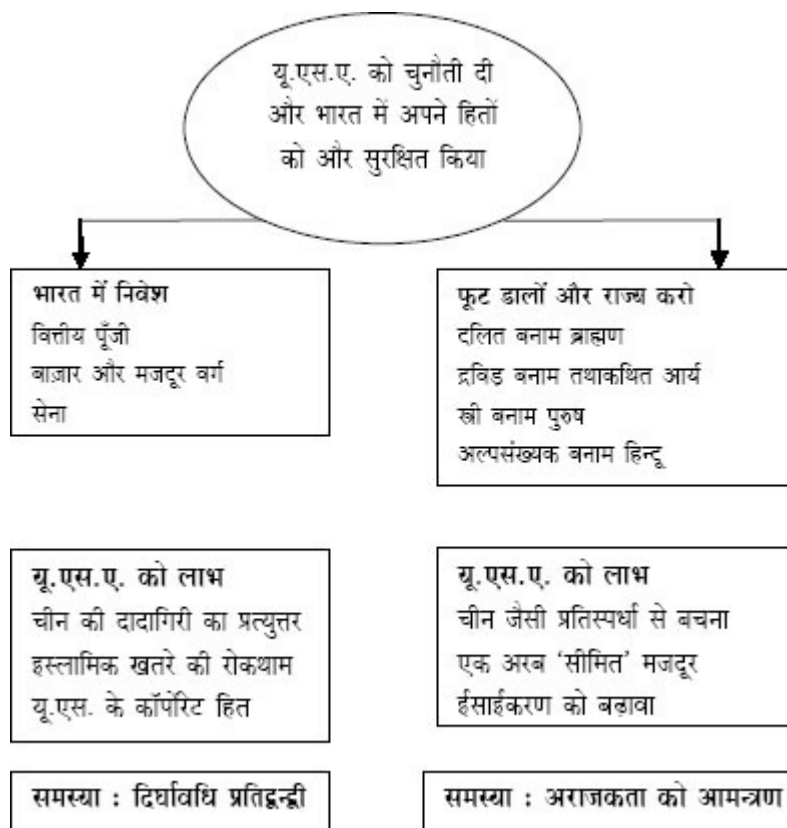 यू.एस.ए. को चुनौती दी
और भारत में अपने हितों
को और सुरक्षित किया
भारत में निवेश
वित्तीय पूँजी
बाज़ार और मजदूर वर्ग
सेना
फूट डालों और राज्य करो
दलित बनाम ब्राह्मण
द्रविड़ बनाम तथाकथित आर्य
स्त्री बनाम पुरुष
अल्पसंख्यक बनाम हिन्दू
यू.एस.ए. को लाभ
चीन की दादागिरी का प्रत्युत्तर
इस्लामिक खतरे की रोकथाम
यू.एस. के कॉर्पोरेट हित
यू.एस.ए. को लाभ
चीन जैसी प्रतिस्पर्धा से बचना
एक अरब ‘सीमित’ मजदूर
ईसाईकरण को बढ़ावा
समस्या : दिर्घावधि प्रतिद्वन्द्वी
समस्या : अराजकता को आमन्त्रण